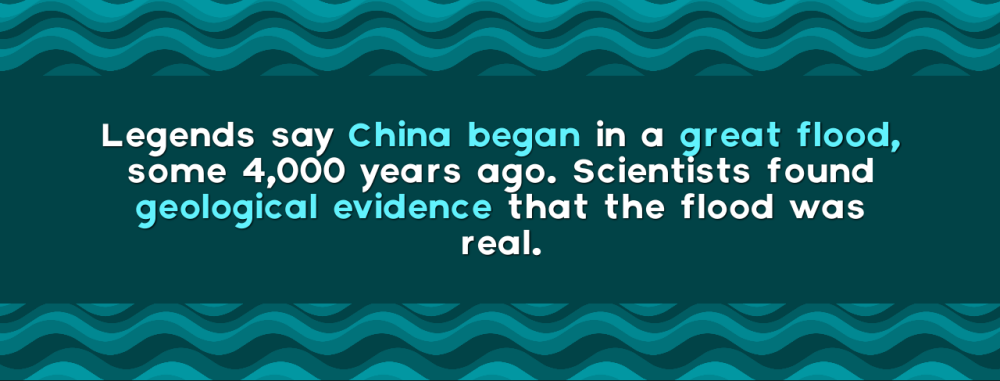 Legends say China began in a great flood,
some 4,000 years ago. Scientists found
geological evidence that the flood was
real.